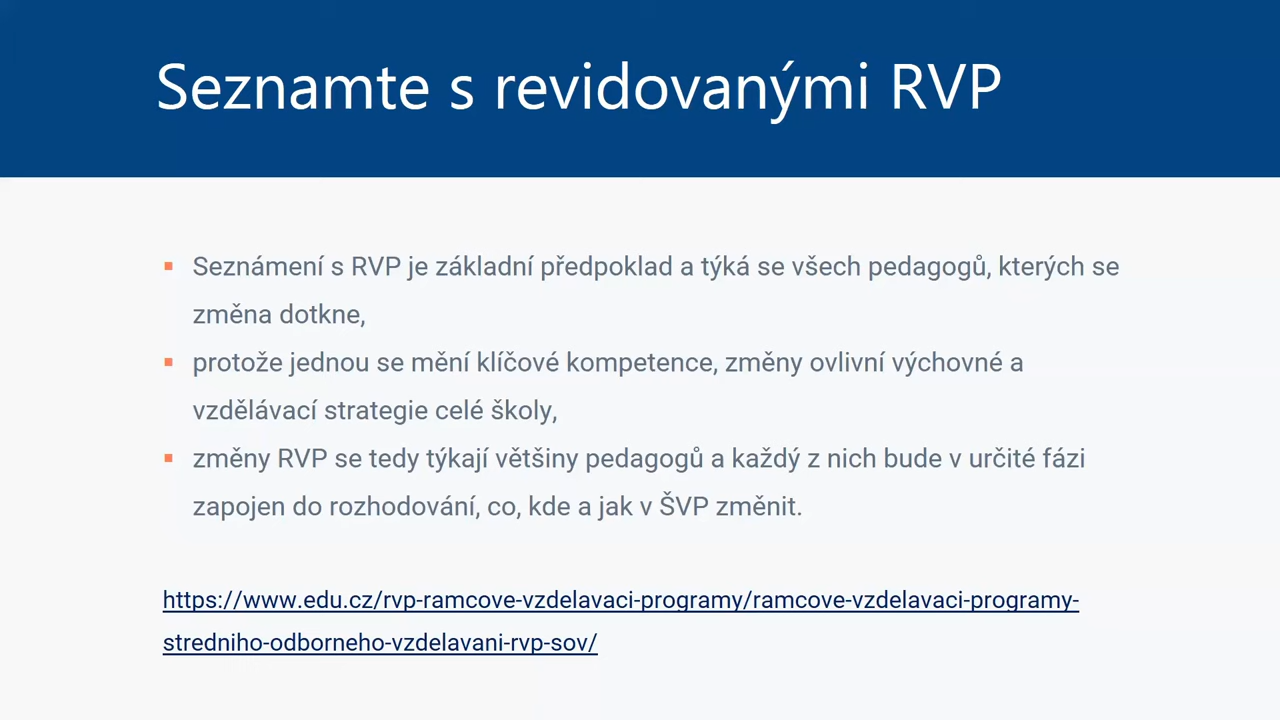 Seznamte s revidovanými RVP
▪ Seznámení s RVP je základní předpoklad a týká se všech pedagogů, kterých se
změna dotkne,
▪ protože jednou se mění klíčové kompetence, změny ovlivní výchovné a
vzdělávací strategie celé školy,
▪ změny RVP se tedy týkají většiny pedagogů a každý z nich bude v určité fázi
zapojen do rozhodování, co, kde a jak v ŠVP změnit.
https://www.edu.cz/rvp-ramcove-vzdelavaci-programy/ramcove-vzdelavaci-programy-
stredniho-odborneho-vzdelavani-rvp-sov/